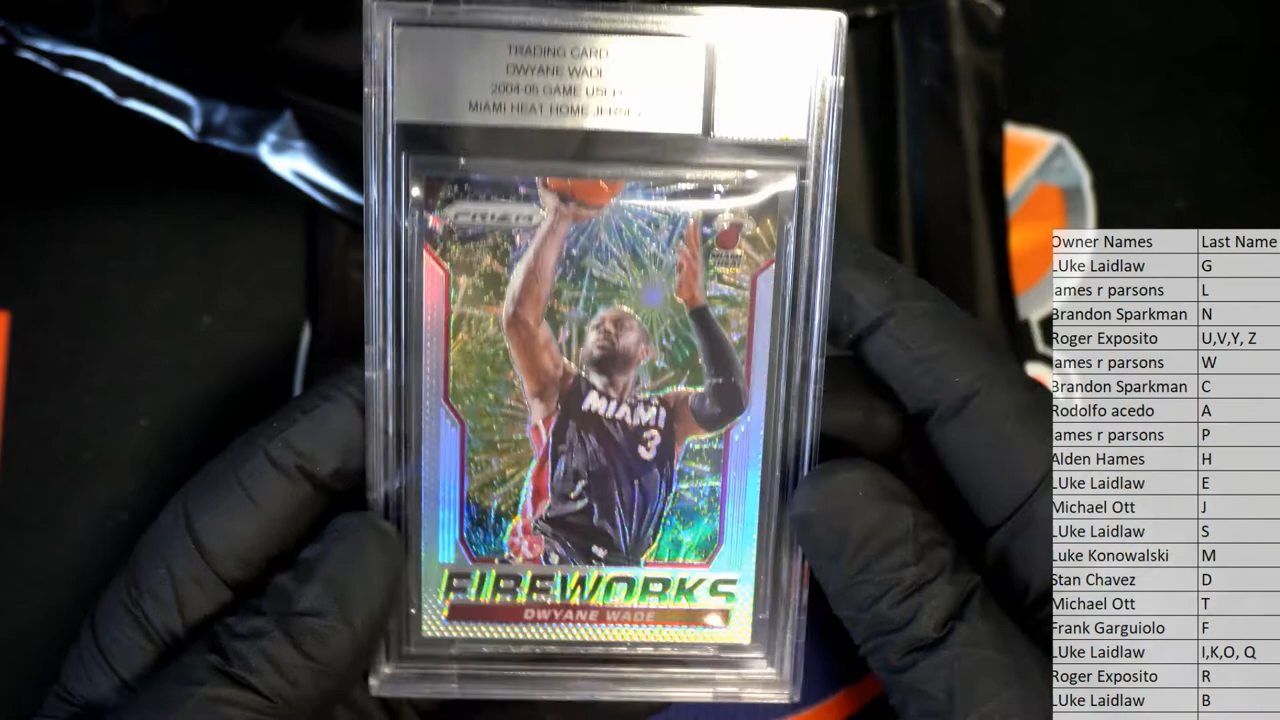 TRADING CARD
DWYANE WADE
2004-06 GAME USED
MIAMI HEAT HOME JERSEY
PRIZM
MIAMI
HEAT
MIAMI
3
FIREWORKS
DWYANE WADE
Owner Names Last Name
LUke Laidlaw G
ames r parsons L
Brandon Sparkman N
Roger Exposito U,V,Y, Z
ames r parsons W
Brandon Sparkman C
Rodolfo acedo A
ames r parsons P
Alden Hames H
LUke Laidlaw E
Michael Ott J
LUke Laidlaw S
Luke Konowalski M
Stan Chavez D
Michael Ott T
Frank Garguiolo F
LUke Laidlaw I,K,O, Q
Roger Exposito R
LUke Laidlaw B